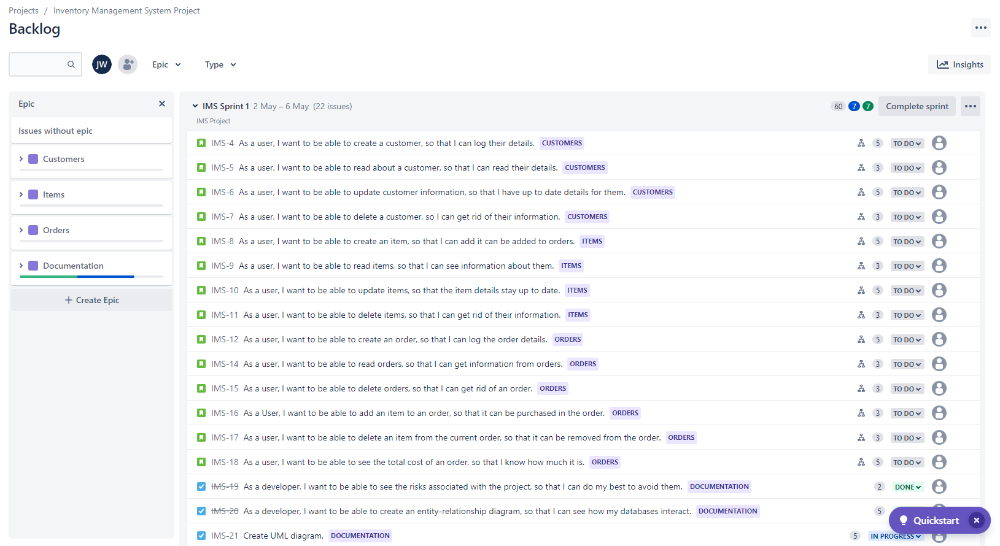 Projects / Inventory Management System Project
Backlog
JW
Epic
Type
Insights
Epic
Issues without epic
Customers
Items
Orders
Documentation
Create Epic
IMS Sprint 1 2 May – 6 May (22 issues)
60 7 7 Complete sprint
IMS Project
IMS-4 As a user, I want to be able to create a customer, so that I can log their details. CUSTOMERS 5 TO DO
IMS-5 As a user, I want to be able to read about a customer, so that I can read their details. CUSTOMERS 3 TO DO
IMS-6 As a user, I want to be able to update customer information, so that I have up to date details for them. CUSTOMERS 5 TO DO
IMS-7 As a user, I want to be able to delete a customer, so I can get rid of their information. CUSTOMERS 3 TO DO
IMS-8 As a user, I want to be able to create an item, so that I can add it can be added to orders. ITEMS 5 TO DO
IMS-9 As a user, I want to be able to read items, so that I can see information about them. ITEMS 3 TO DO
IMS-10 As a user, I want to be able to update items, so that the item details stay up to date. ITEMS 5 TO DO
IMS-11 As a user, I want to be able to delete items, so that I can get rid of their information. ITEMS 3 TO DO
IMS-12 As a user, I want to be able to create an order, so that I can log the order details. ORDERS 5 TO DO
IMS-14 As a user, I want to be able to read orders, so that I can get information from orders. ORDERS 3 TO DO
IMS-15 As a user, I want to be able to delete orders, so that I can get rid of an order. ORDERS 3 TO DO
IMS-16 As a User, I want to be able to add an item to an order, so that it can be purchased in the order. ORDERS 3 TO DO
IMS-17 As a user, I want to be able to delete an item from the current order, so that it can be removed from the order. ORDERS 3 TO DO
IMS-18 As a user, I want to be able to see the total cost of an order, so that I know how much it is. ORDERS 5 TO DO
IMS-19 As a developer, I want to be able to see the risks associated with the project, so that I can do my best to avoid them. DOCUMENTATION 2 DONE
IMS-20 As a developer, I want to be able to create an entity-relationship diagram, so that I can see how my databases interact. DOCUMENTATION 5
Quickstart
IMS-21 Create UML diagram. DOCUMENTATION 5 IN PROGRESS